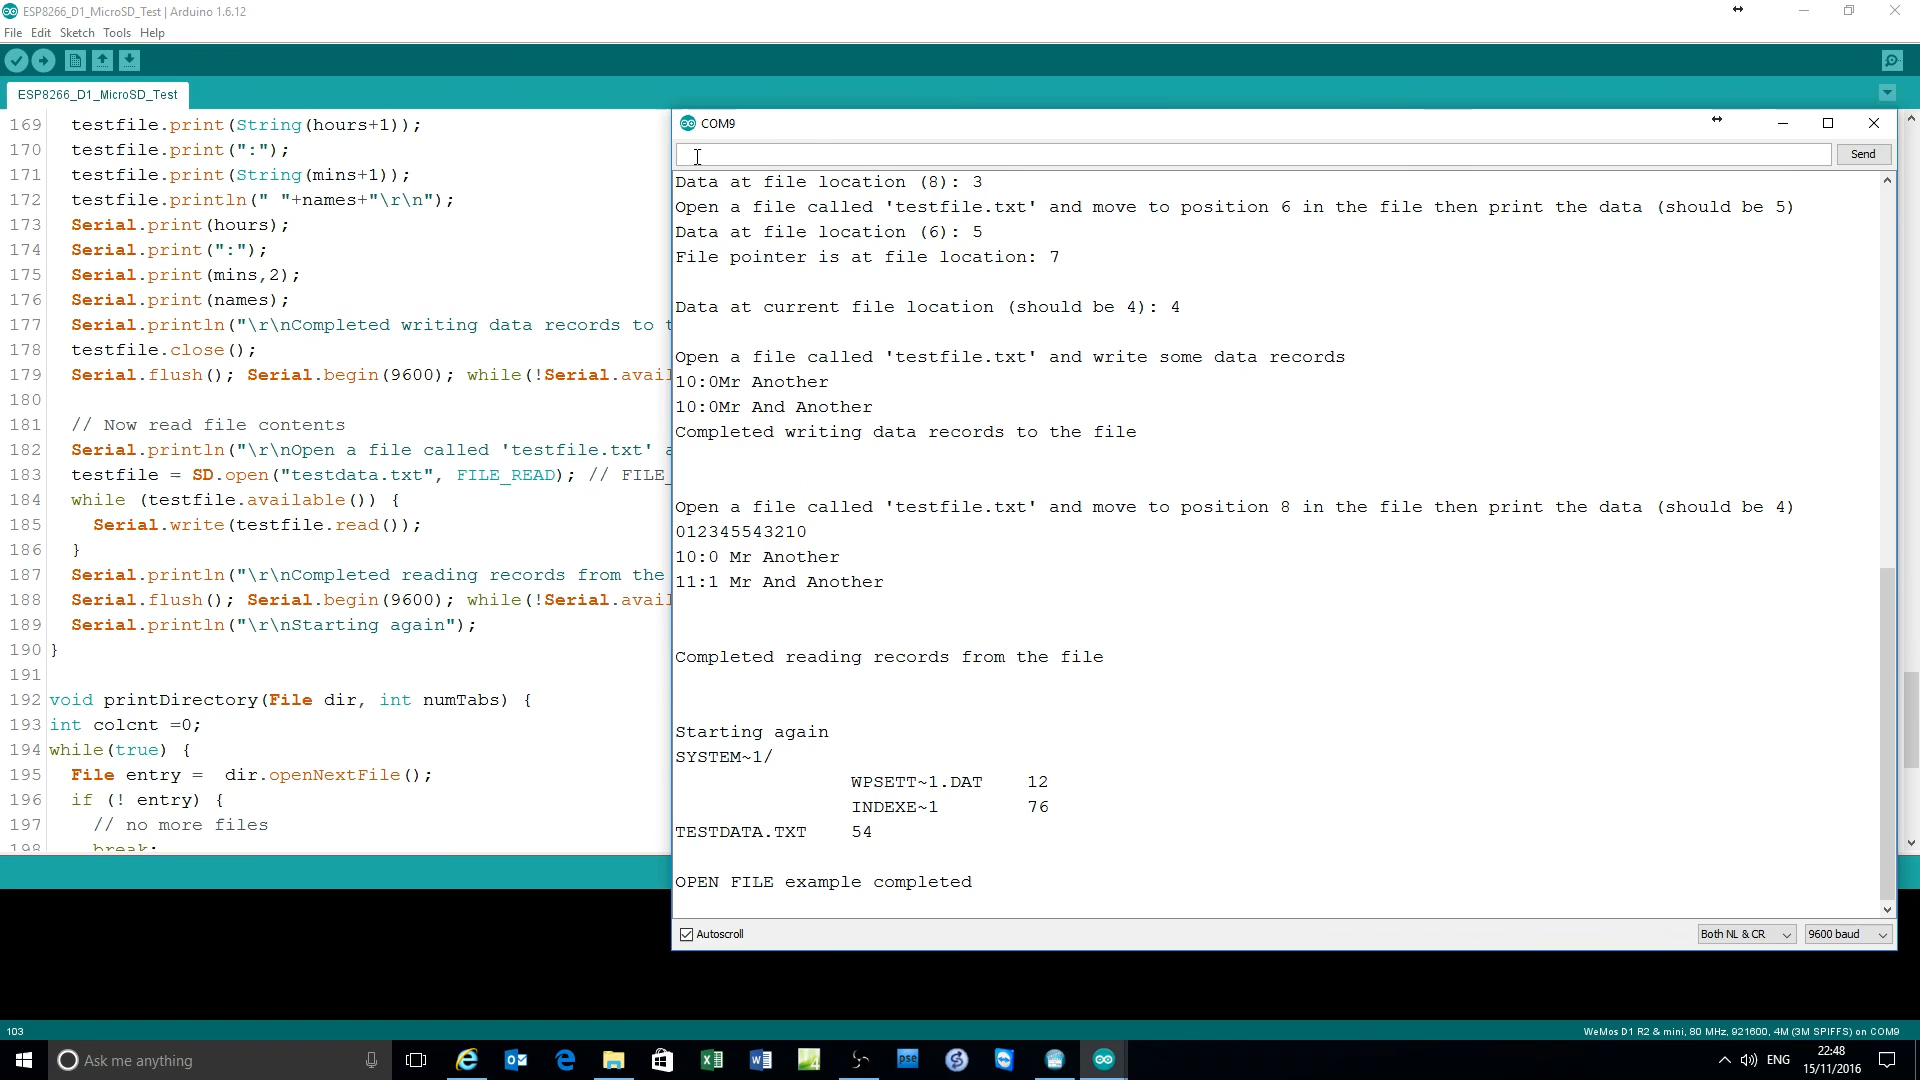 ESP8266_D1_MicroSD_Test | Arduino 1.6.12
File Edit Sketch Tools Help
ESP8266_D1_MicroSD_Test
169 testfile.print(String(hours+1));
170 testfile.print(":");
171 testfile.print(String(mins+1));
172 testfile.println(" "+names+"\r\n");
173 Serial.print(hours);
174 Serial.print(":");
175 Serial.print(mins,2);
176 Serial.print(names);
177 Serial.println("\r\nCompleted writing data records to t
178 testfile.close();
179 Serial.flush(); Serial.begin(9600); while(!Serial.avail
180
181 // Now read file contents
182 Serial.println("\r\nOpen a file called 'testfile.txt' a
183 testfile = SD.open("testdata.txt", FILE_READ); // FILE_
184 while (testfile.available()) {
185 Serial.write(testfile.read());
186 }
187 Serial.println("\r\nCompleted reading records from the
188 Serial.flush(); Serial.begin(9600); while(!Serial.avail
189 Serial.println("\r\nStarting again");
190 }
191
192 void printDirectory(File dir, int numTabs) {
193 int colcnt =0;
194 while(true) {
195 File entry = dir.openNextFile();
196 if (! entry) {
197 // no more files
198 break;
COM9
Send
Data at file location (8): 3
Open a file called 'testfile.txt' and move to position 6 in the file then print the data (should be 5)
Data at file location (6): 5
File pointer is at file location: 7
Data at current file location (should be 4): 4
Open a file called 'testfile.txt' and write some data records
10:0Mr Another
10:0Mr And Another
Completed writing data records to the file
Open a file called 'testfile.txt' and move to position 8 in the file then print the data (should be 4)
012345543210
10:0 Mr Another
11:1 Mr And Another
Completed reading records from the file
Starting again
SYSTEM~1/
WPSETT~1.DAT 12
INDEXE~1 76
TESTDATA.TXT 54
OPEN FILE example completed
Autoscroll
Both NL & CR
9600 baud
103
WeMos D1 R2 & mini, 80 MHz, 921600, 4M (3M SPIFFS) on COM9
Ask me anything
pse
ENG
22:48
15/11/2016